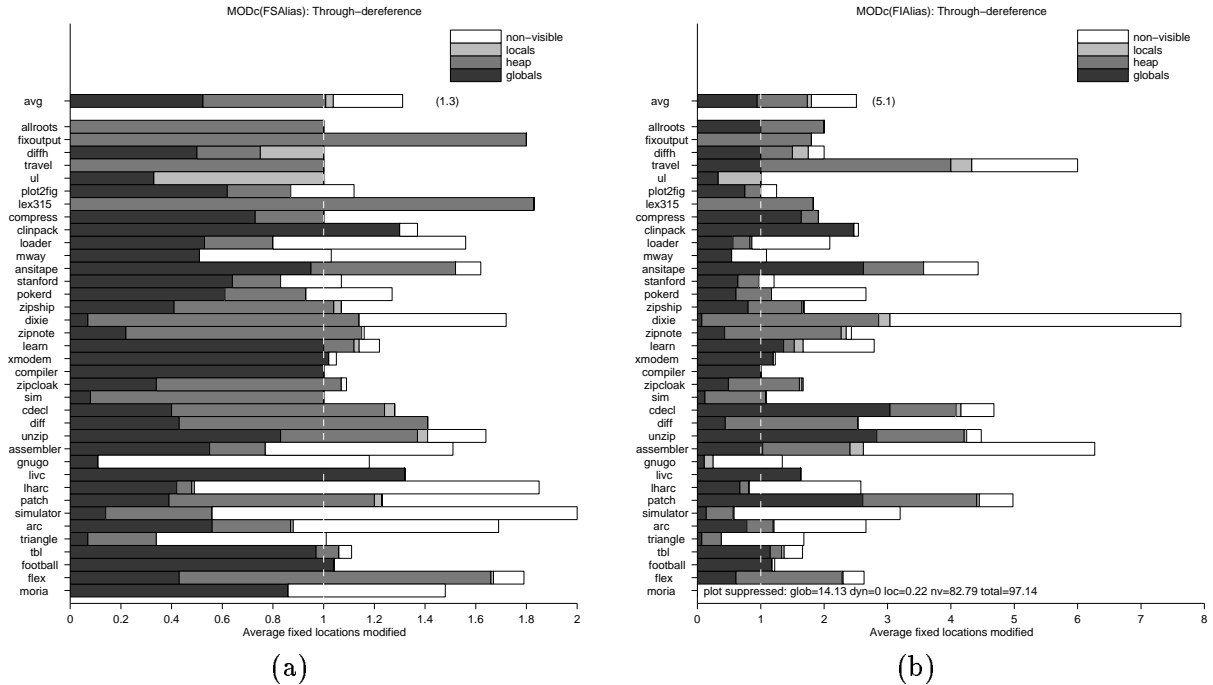 MODc(FSAlias): Through−dereference
non−visible
locals
heap
globals
avg
(1.3)
allroots
fixoutput
diffh
travel
ul
plot2fig
lex315
compress
clinpack
loader
mway
ansitape
stanford
pokerd
zipship
dixie
zipnote
learn
xmodem
compiler
zipcloak
sim
cdecl
diff
unzip
assembler
gnugo
livc
lharc
patch
simulator
arc
triangle
tbl
football
flex
moria
0 0.2 0.4 0.6 0.8 1.0 1.2 1.4 1.6 1.8 2
Average fixed locations modified
(a)
MODc(FIAlias): Through−dereference
non−visible
locals
heap
globals
avg
(5.1)
allroots
fixoutput
diffh
travel
ul
plot2fig
lex315
compress
clinpack
loader
mway
ansitape
stanford
pokerd
zipship
dixie
zipnote
learn
xmodem
compiler
zipcloak
sim
cdecl
diff
unzip
assembler
gnugo
livc
lharc
patch
simulator
arc
triangle
tbl
football
flex
moria
plot suppressed: glob=14.13 dyn=0 loc=0.22 nv=82.79 total=97.14
0 1 2 3 4 5 6 7 8
Average fixed locations modified
(b)